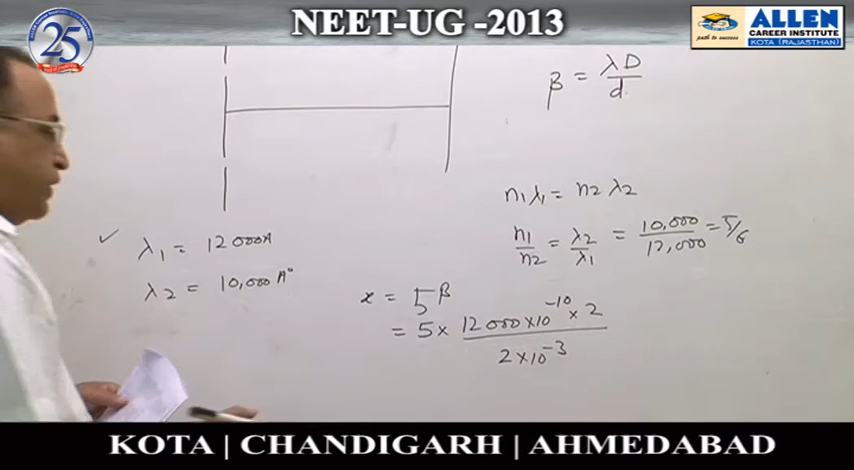 NEET-UG -2013
25
path to success
ALLEN
CAREER INSTITUTE
KOTA (RAJASTHAN)
β = λD/d
n1λ1 = n2λ2
n1/n2 = λ2/λ1 = 10,000/12,000 = 5/6
✓ λ1 = 12000A
λ2 = 10,000A°
x = 5β
= 5× 12000×10^-10 × 2 / 2×10^-3
KOTA | CHANDIGARH | AHMEDABAD